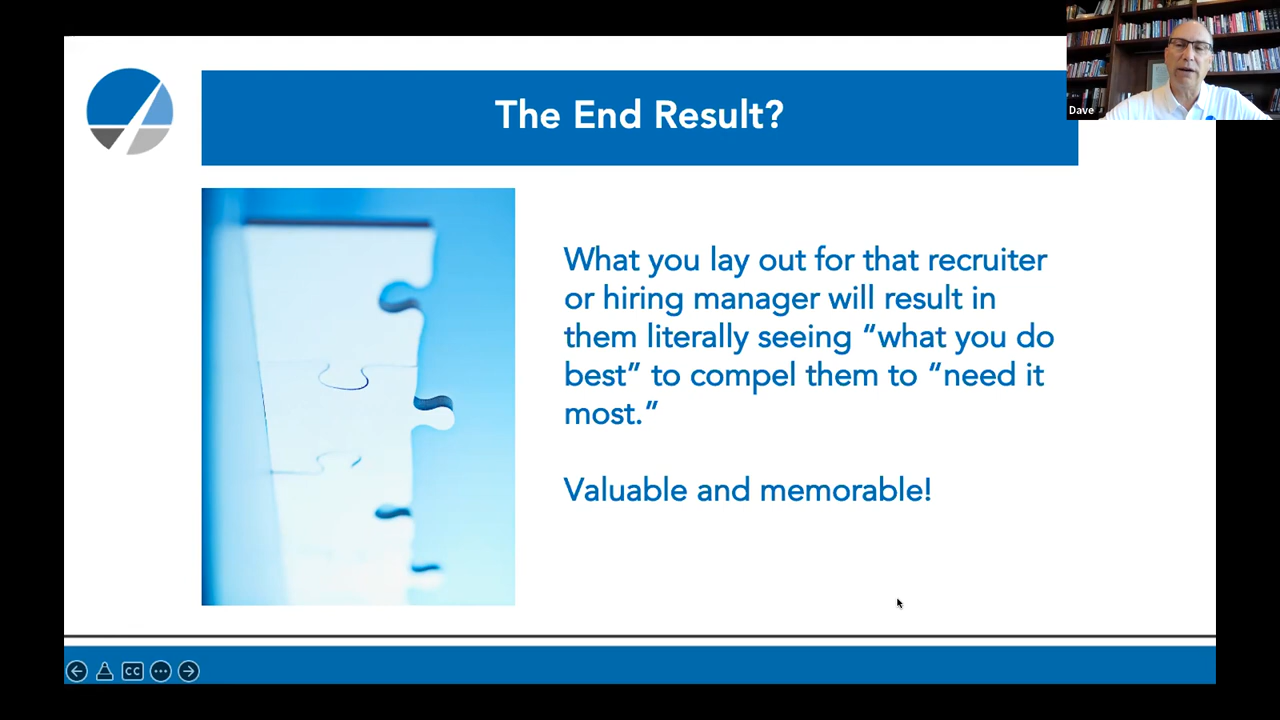 The End Result?
Dave
What you lay out for that recruiter
or hiring manager will result in
them literally seeing “what you do
best” to compel them to “need it
most.”
Valuable and memorable!
CC